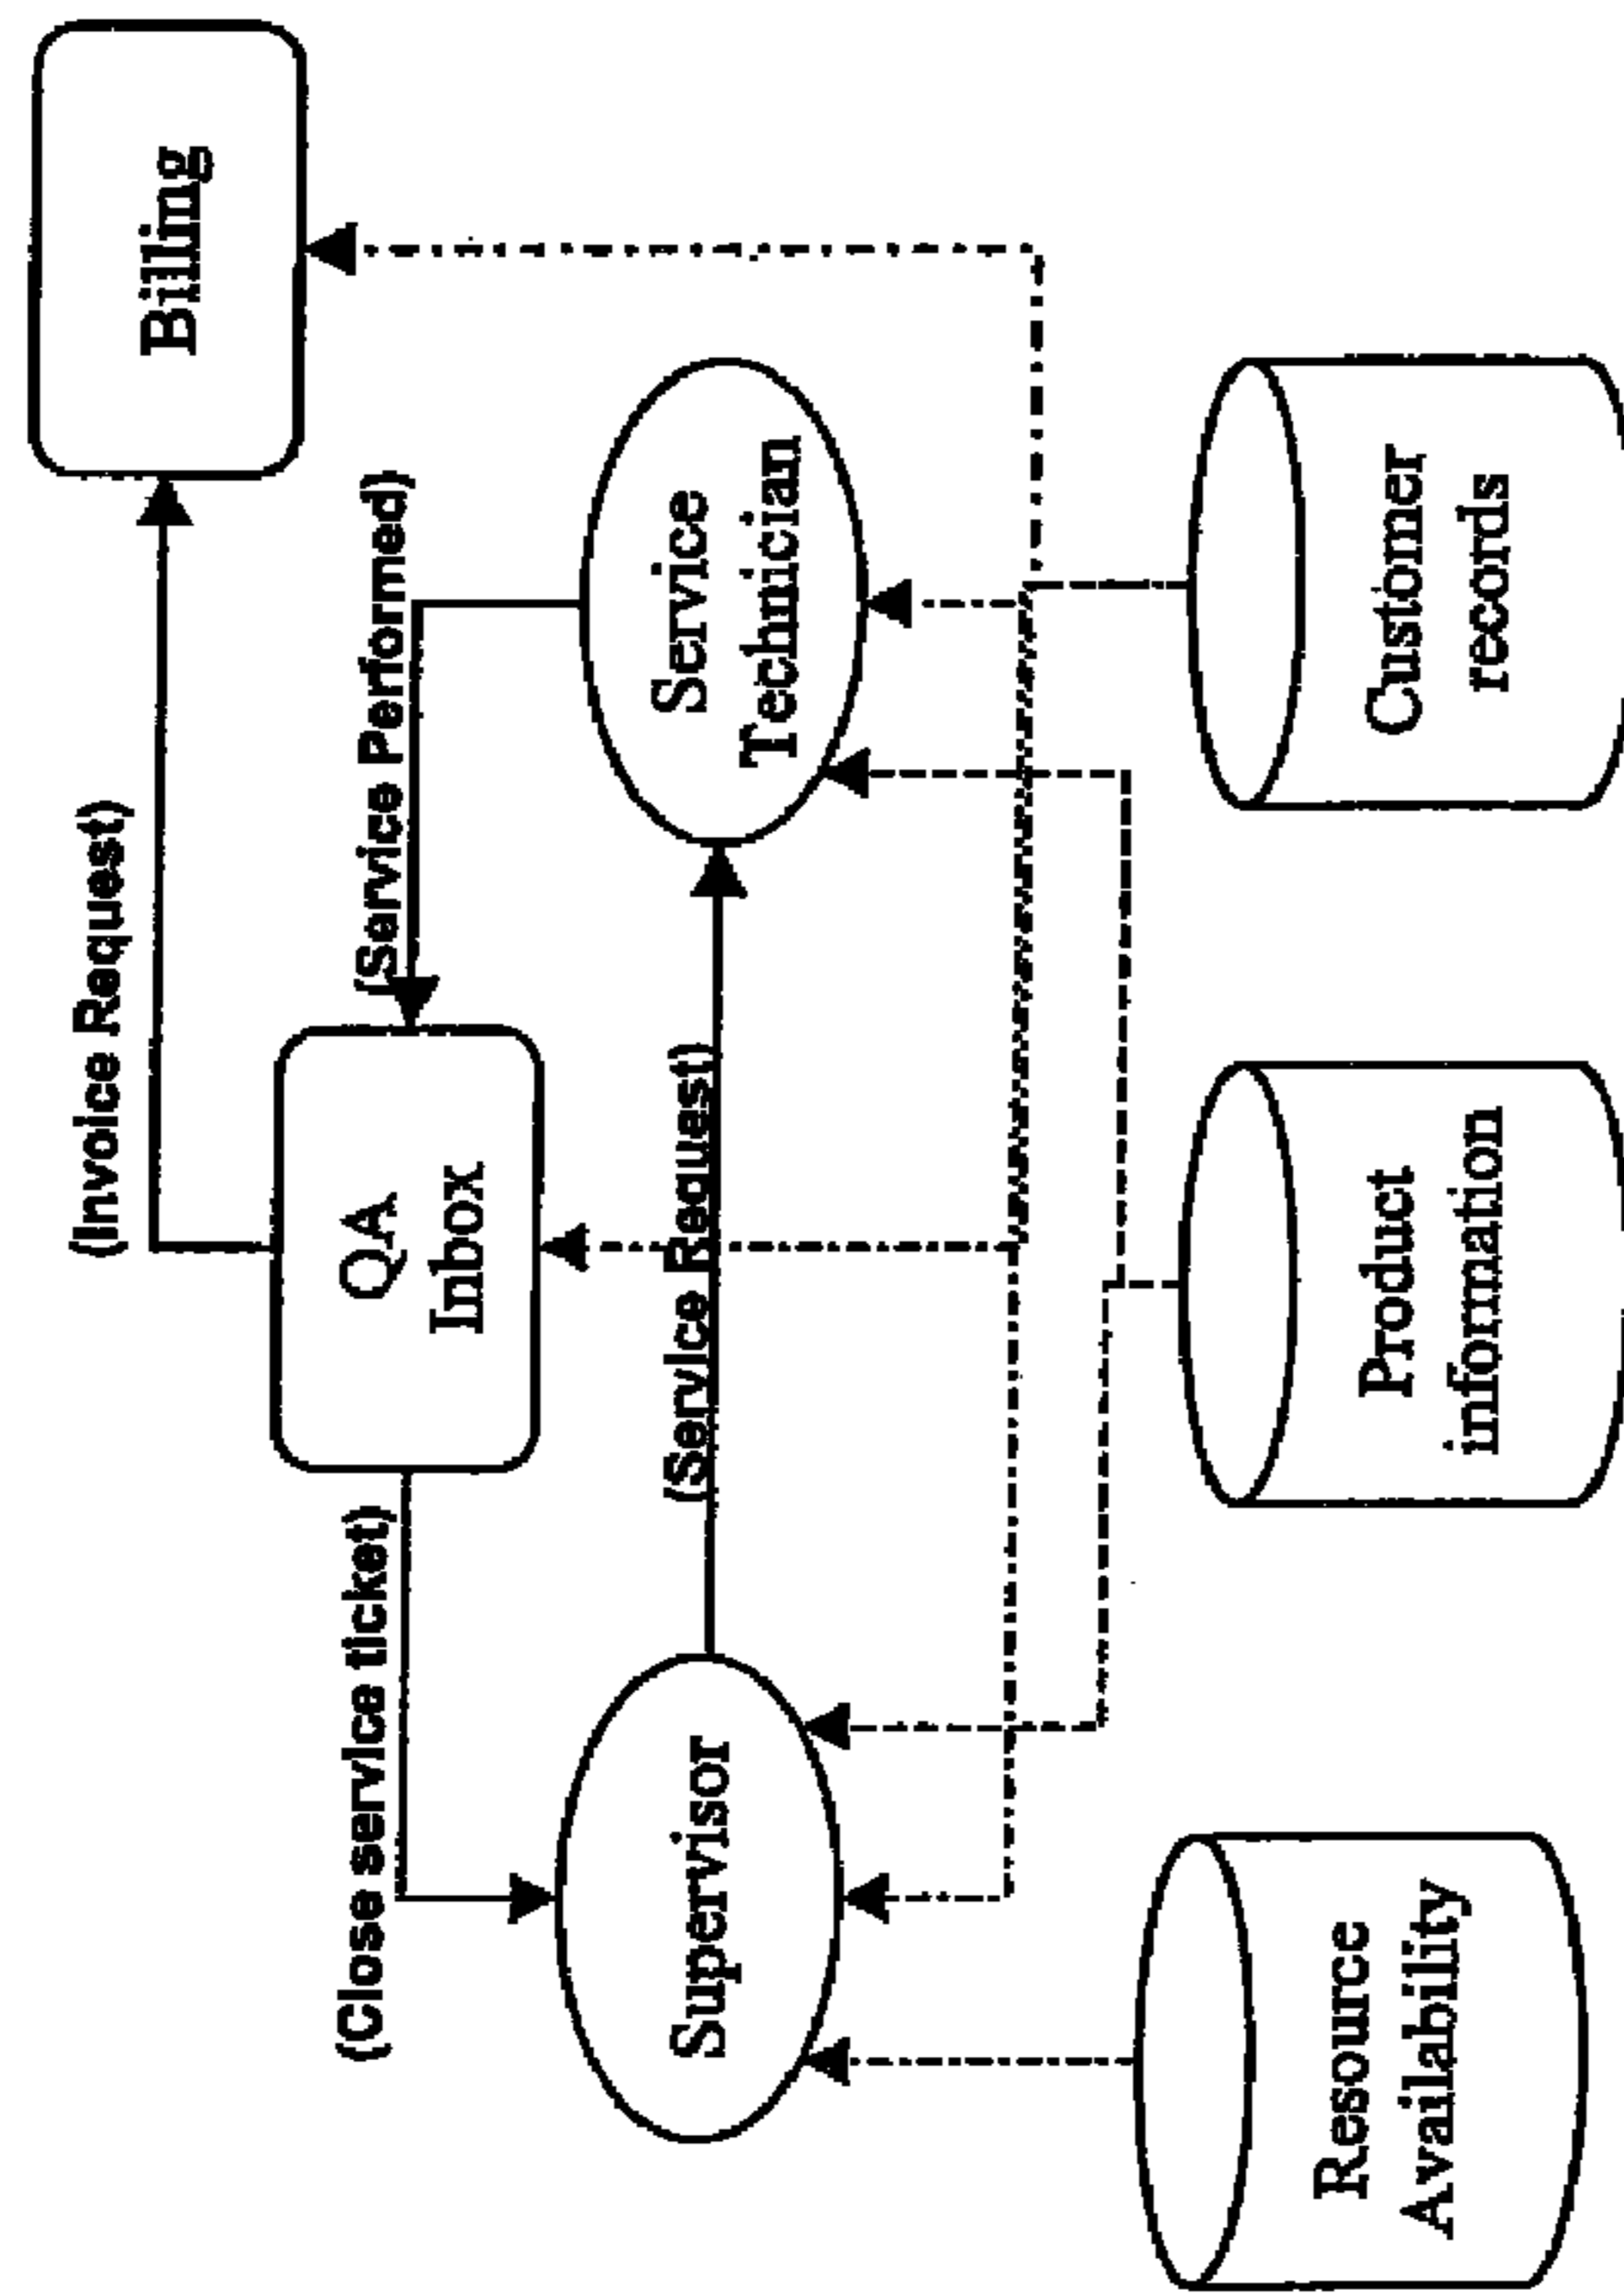 Billing
(Invoice Request)
(Service Performed)
QA
Inbox
(Close service ticket)
Service
Technician
(Service Request)
Supervisor
Resource
Availability
Product
information
Customer
records